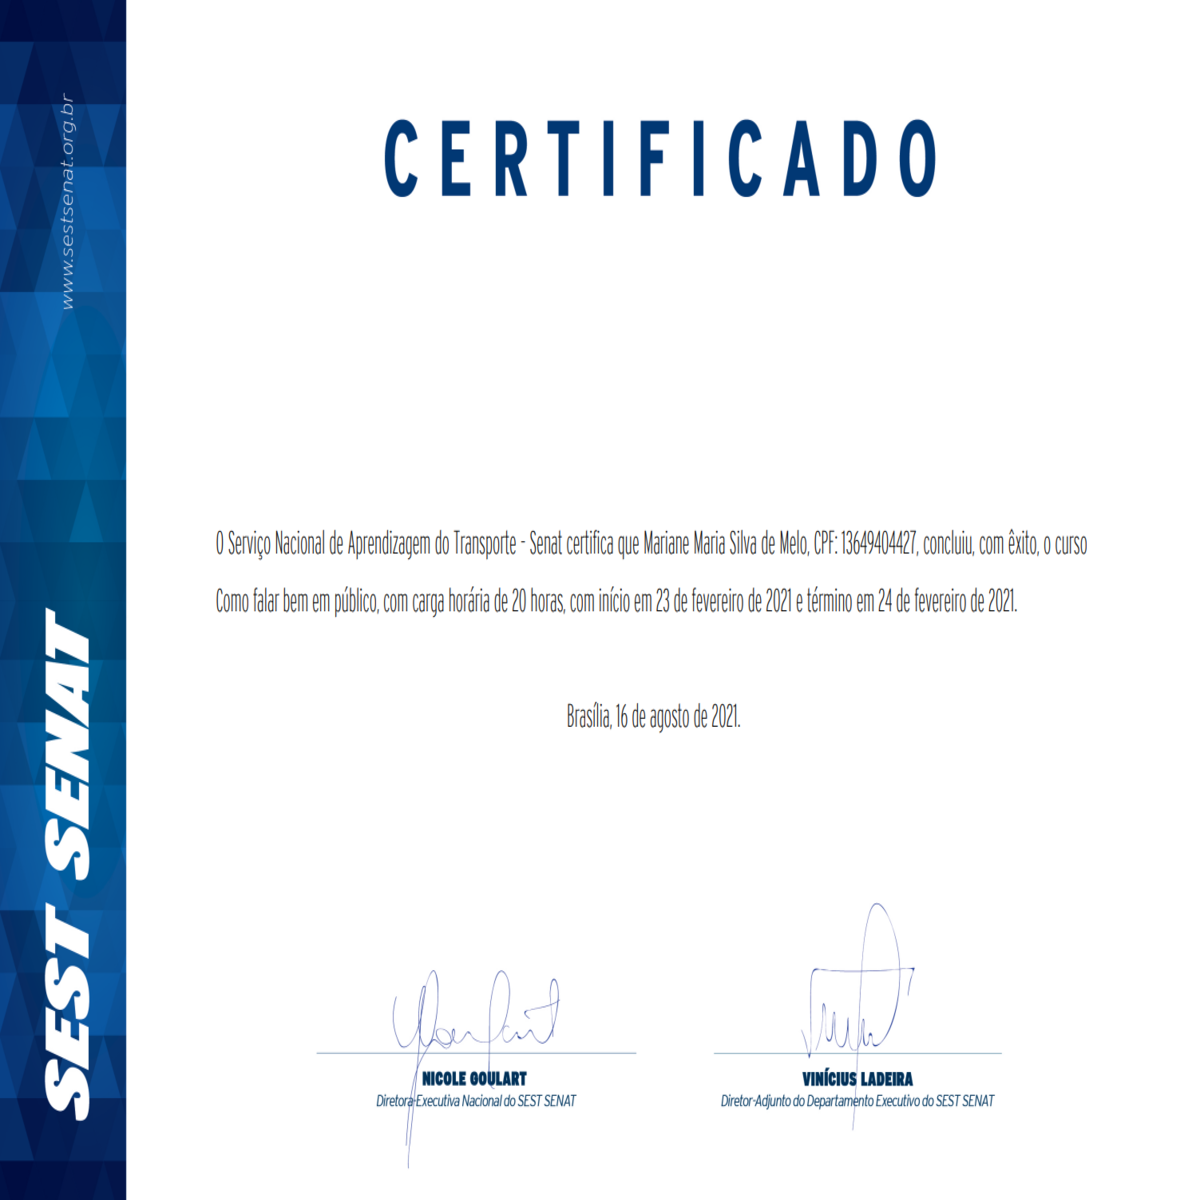 www.sestsenat.org.br
SEST SENAT
CERTIFICADO
O Serviço Nacional de Aprendizagem do Transporte - Senat certifica que Mariane Maria Silva de Melo, CPF: 13649404427, concluiu, com êxito, o curso
Como falar bem em público, com carga horária de 20 horas, com início em 23 de fevereiro de 2021 e término em 24 de fevereiro de 2021.
Brasília, 16 de agosto de 2021.
NICOLE GOULART
Diretora-Executiva Nacional do SEST SENAT
VINÍCIUS LADEIRA
Diretor-Adjunto do Departamento Executivo do SEST SENAT